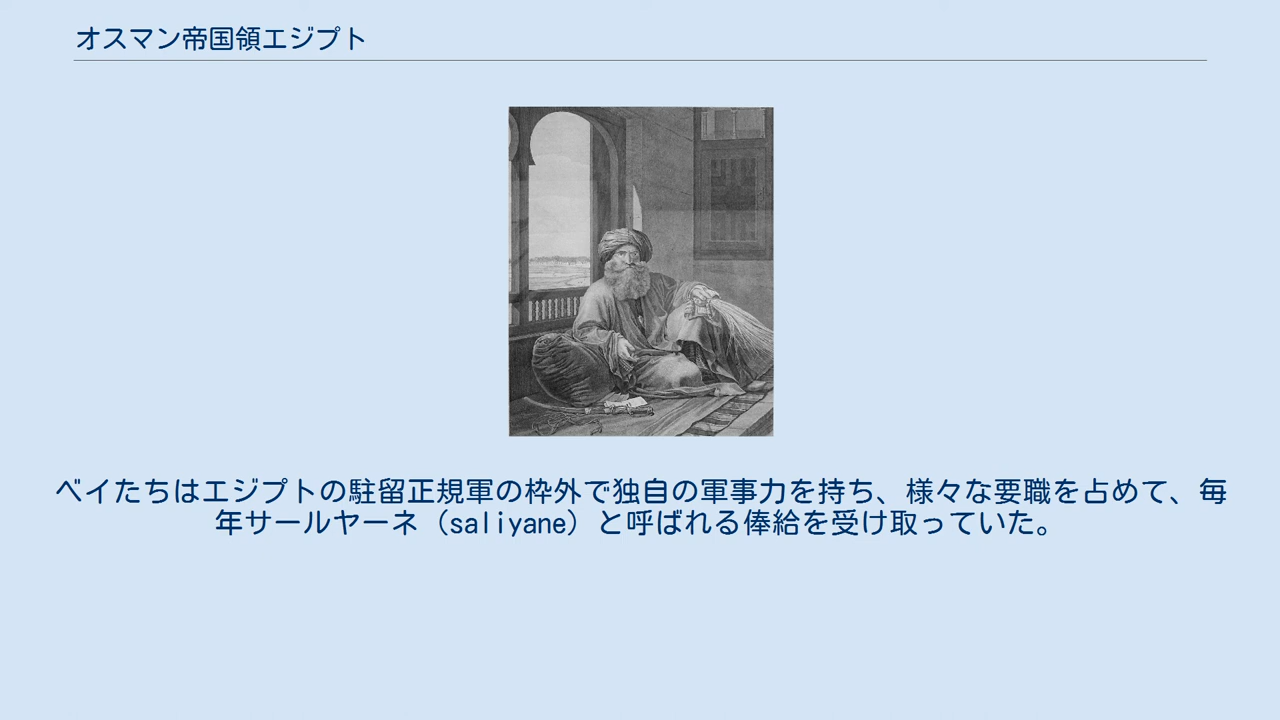 オスマン帝国領エジプト
ベイたちはエジプトの駐留正規軍の枠外で独自の軍事力を持ち、様々な要職を占めて、毎
年サールヤーネ（saliyane）と呼ばれる俸給を受け取っていた。